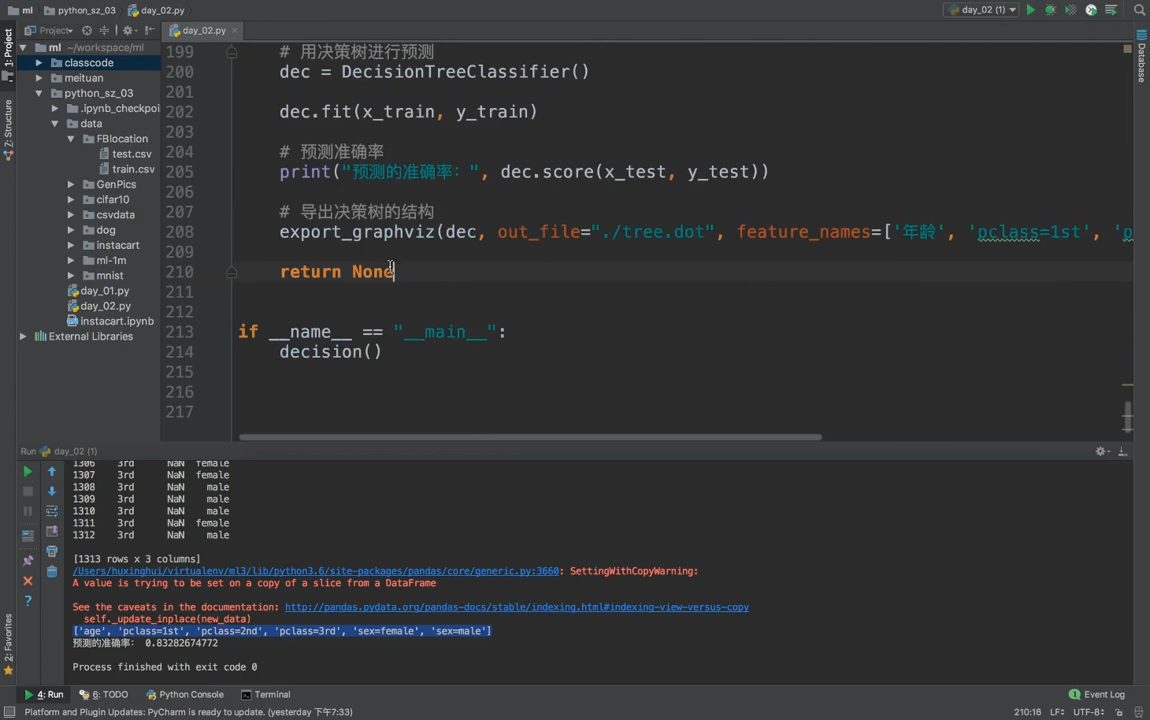 ml
python_sz_03
day_02.py
day_02 (1)
Project
day_02.py
1: Project
Z: Structure
2: Favorites
Database
ml ~/workspace/ml
classcode
meituan
python_sz_03
.ipynb_checkpoi
data
FBlocation
test.csv
train.csv
GenPics
cifar10
csvdata
dog
instacart
ml-1m
mnist
day_01.py
day_02.py
instacart.ipynb
External Libraries
199 # 用决策树进行预测
200 dec = DecisionTreeClassifier()
201
202 dec.fit(x_train, y_train)
203
204 # 预测准确率
205 print("预测的准确率：", dec.score(x_test, y_test))
206
207 # 导出决策树的结构
208 export_graphviz(dec, out_file="./tree.dot", feature_names=['年龄', 'pclass=1st', 'p
209
210 return None
211
212
213 if __name__ == "__main__":
214 decision()
215
216
217
Run day_02 (1)
1306 3rd NaN female
1307 3rd NaN female
1308 3rd NaN male
1309 3rd NaN male
1310 3rd NaN male
1311 3rd NaN female
1312 3rd NaN male
[1313 rows x 3 columns]
/Users/huxinghui/virtualenv/ml3/lib/python3.6/site-packages/pandas/core/generic.py:3660: SettingWithCopyWarning:
A value is trying to be set on a copy of a slice from a DataFrame
See the caveats in the documentation: http://pandas.pydata.org/pandas-docs/stable/indexing.html#indexing-view-versus-copy
self._update_inplace(new_data)
['age', 'pclass=1st', 'pclass=2nd', 'pclass=3rd', 'sex=female', 'sex=male']
预测的准确率： 0.83282674772
Process finished with exit code 0
4: Run
6: TODO
Python Console
Terminal
1 Event Log
Platform and Plugin Updates: PyCharm is ready to update. (yesterday 下午7:33)
210:16 LF÷ UTF-8÷